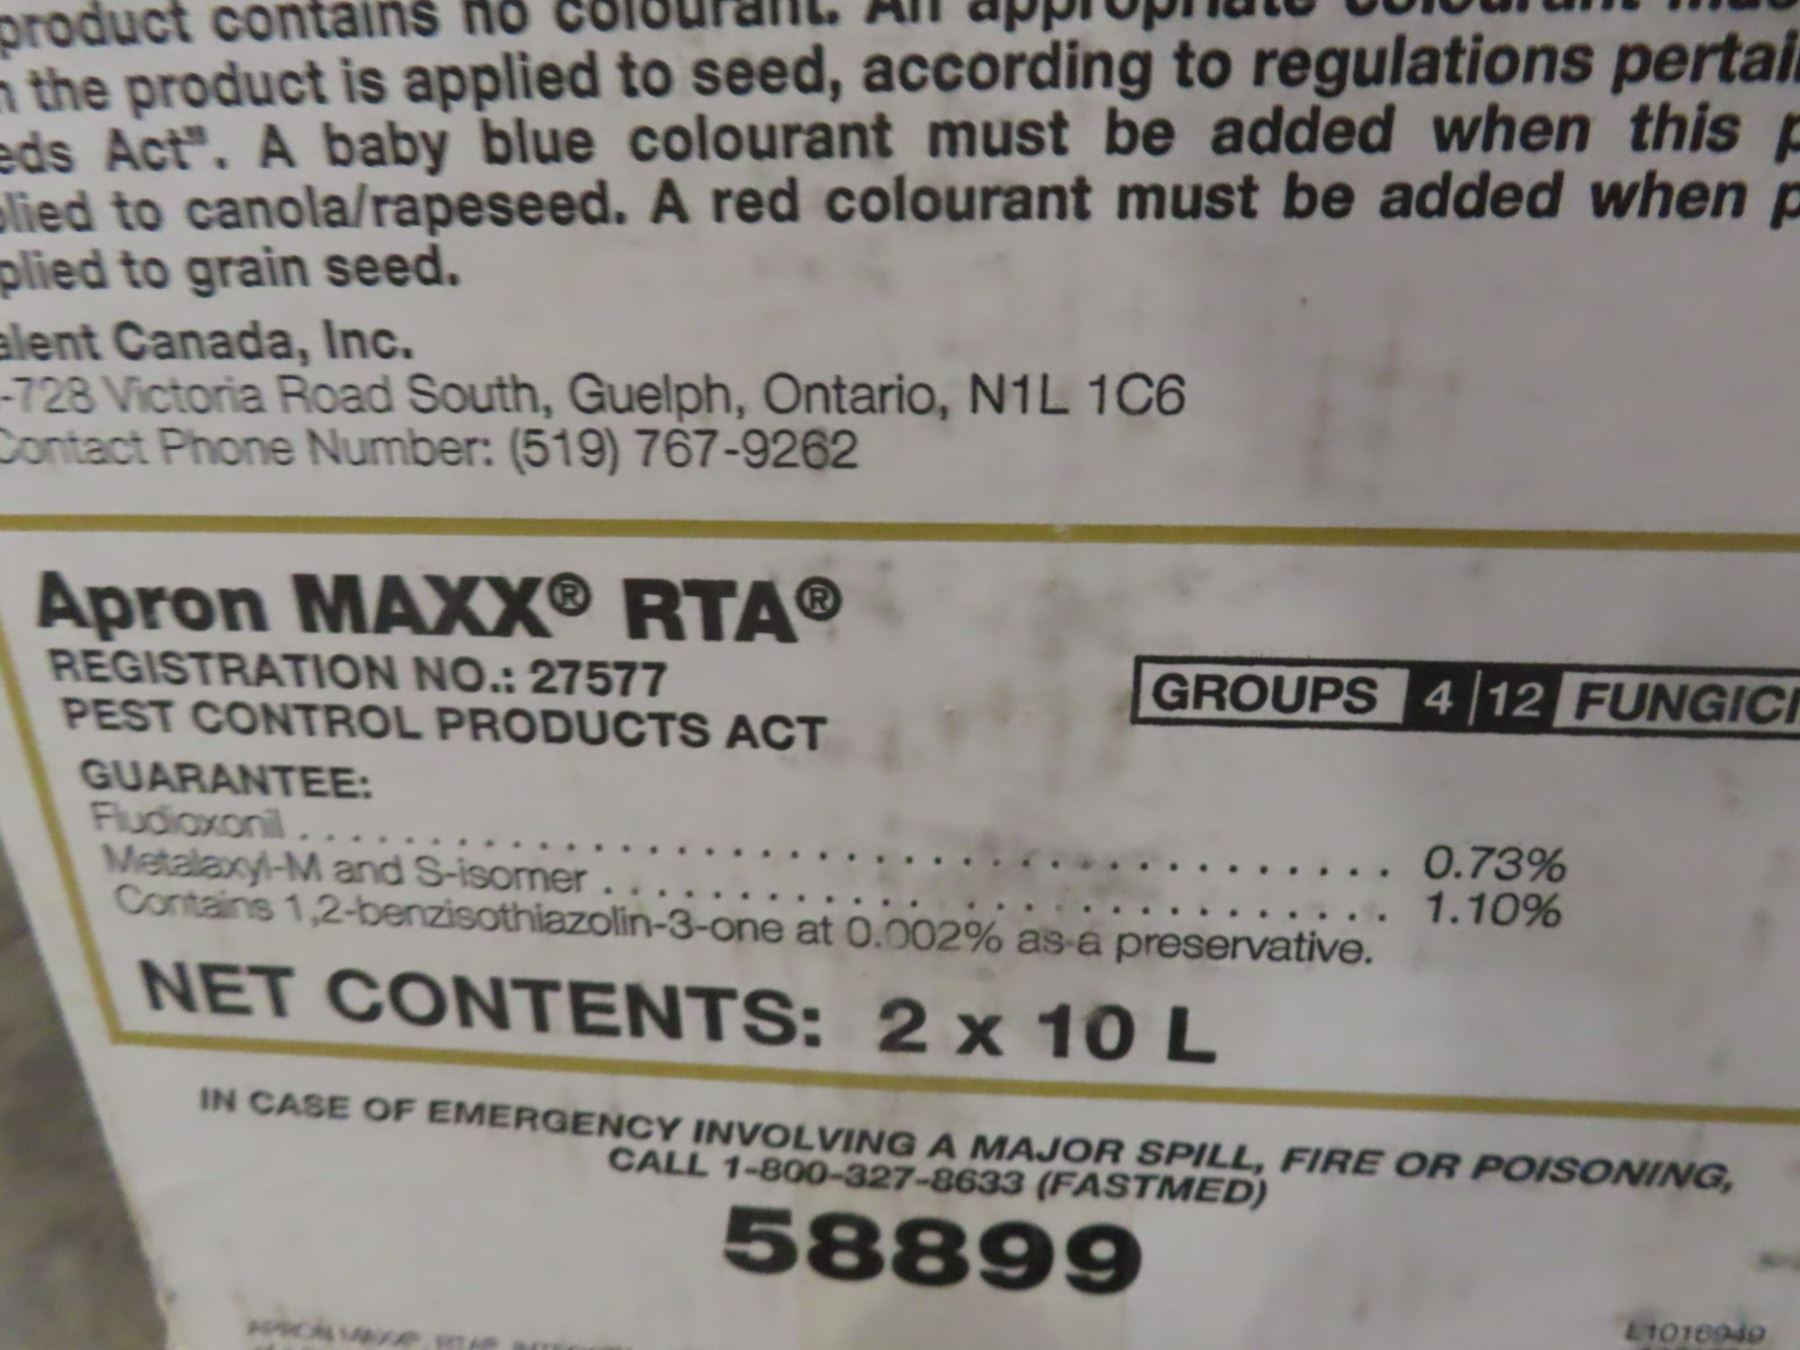 product contains no colourant. An appropriate colourant
the product is applied to seed, according to regulations
Act". A baby blue colourant must be added when this
to canola/rapeseed. A red colourant must be added when
to grain seed.
Canada, Inc.
-728 Victoria Road South, Guelph, Ontario, N1L 1C6
Contact Phone Number: (519) 767-9262
Apron MAXX® RTA®
REGISTRATION NO.: 27577
PEST CONTROL PRODUCTS ACT
GROUPS 4 12 FUNGICI
GUARANTEE:
Fludioxonil . . . . . . . . . . . . . . . . . . . . . . . . . . . . . . . . . . . . . . . 0.73%
Metalaxyl-M and S-isomer . . . . . . . . . . . . . . . . . . . . . . . . . . . . 1.10%
Contains 1,2-benzisothiazolin-3-one at 0.002% as a preservative.
NET CONTENTS: 2 x 10 L
IN CASE OF EMERGENCY INVOLVING A MAJOR SPILL, FIRE OR POISONING,
CALL 1-800-327-8633 (FASTMED)
58899
L1016949